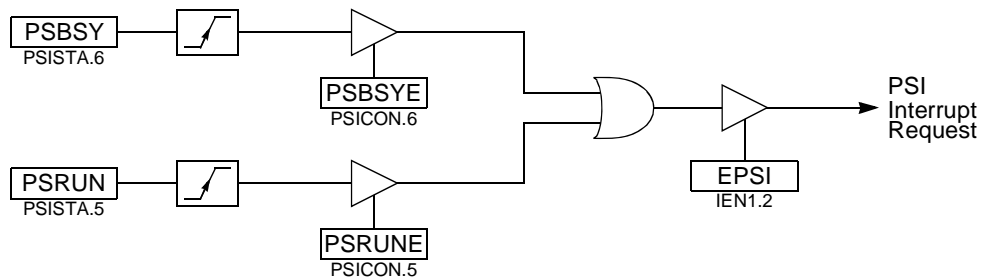 PSBSY
PSISTA.6
PSBSYE
PSICON.6
PSI
Interrupt
Request
EPSI
IEN1.2
PSRUN
PSISTA.5
PSRUNE
PSICON.5